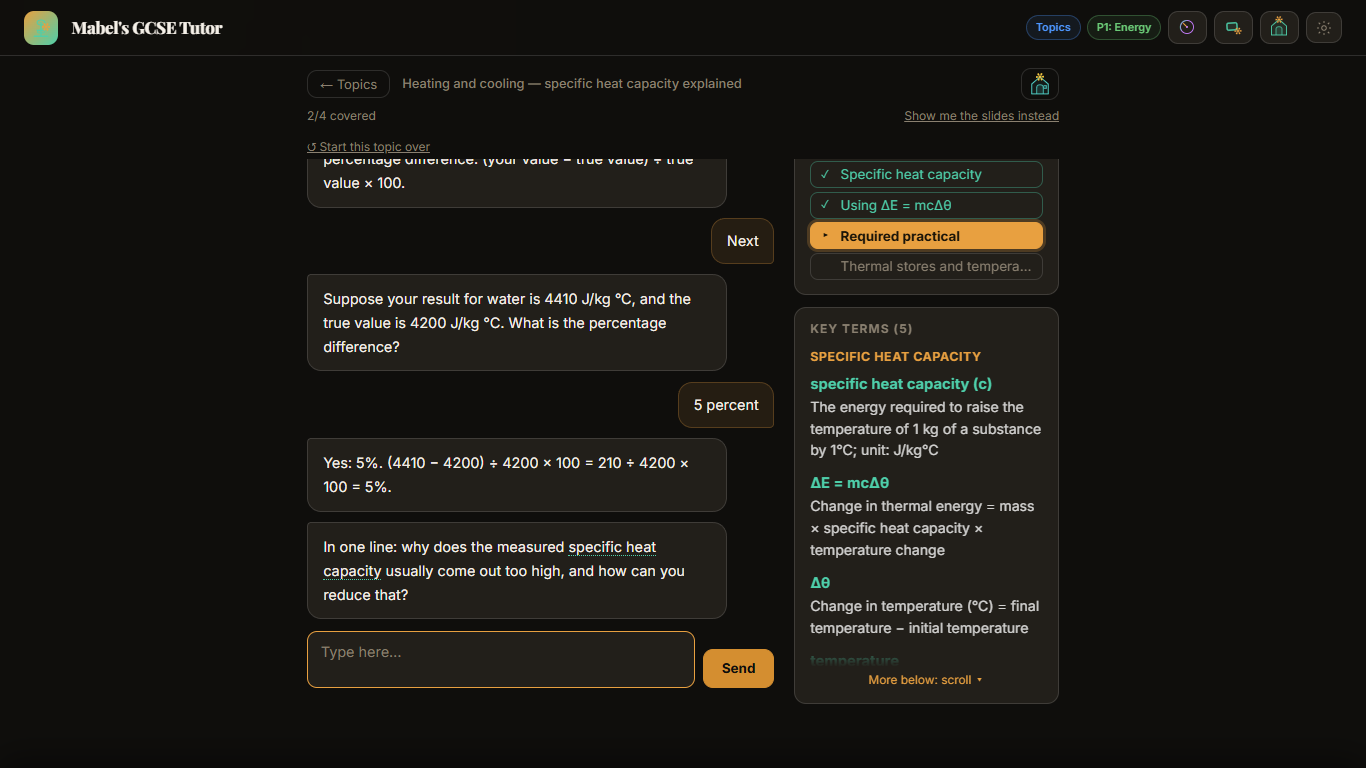 Mabel's GCSE Tutor
Topics
P1: Energy
← Topics
Heating and cooling — specific heat capacity explained
2/4 covered
Show me the slides instead
↺ Start this topic over
percentage difference: (your value − true value) ÷ true
value × 100.
Next
Suppose your result for water is 4410 J/kg °C, and the
true value is 4200 J/kg °C. What is the percentage
difference?
5 percent
Yes: 5%. (4410 − 4200) ÷ 4200 × 100 = 210 ÷ 4200 ×
100 = 5%.
In one line: why does the measured specific heat
capacity usually come out too high, and how can you
reduce that?
Type here...
Send
✓ Specific heat capacity
✓ Using ΔE = mcΔθ
‣ Required practical
Thermal stores and tempera...
KEY TERMS (5)
SPECIFIC HEAT CAPACITY
specific heat capacity (c)
The energy required to raise the
temperature of 1 kg of a substance
by 1°C; unit: J/kg°C
ΔE = mcΔθ
Change in thermal energy = mass
× specific heat capacity ×
temperature change
Δθ
Change in temperature (°C) = final
temperature − initial temperature
temperature
More below: scroll ▾